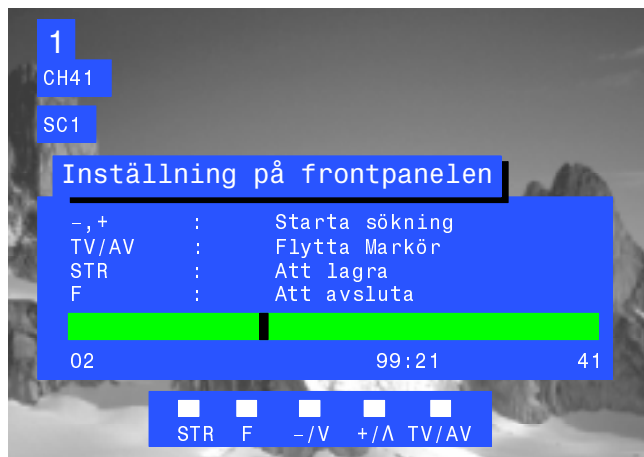 1
CH41
SC1
Inställning på frontpanelen
-,+ : Starta sökning
TV/AV : Flytta Markör
STR : Att lagra
F : Att avsluta
02 99:21 41
STR F -/V +/Λ TV/AV